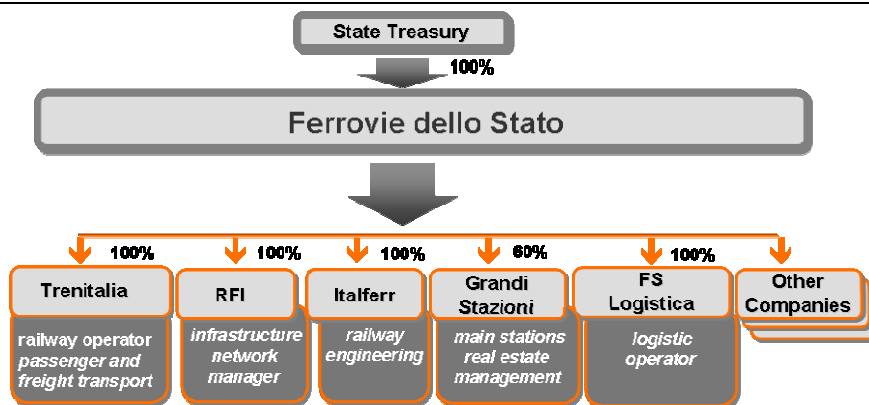 State Treasury
100%
Ferrovie dello Stato
100%
100%
100%
60%
100%
Trenitalia
railway operator
passenger and
freight transport
RFI
infrastructure
network
manager
Italferr
railway
engineering
Grandi
Stazioni
main stations
real estate
management
FS
Logistica
logistic
operator
Other
Companies